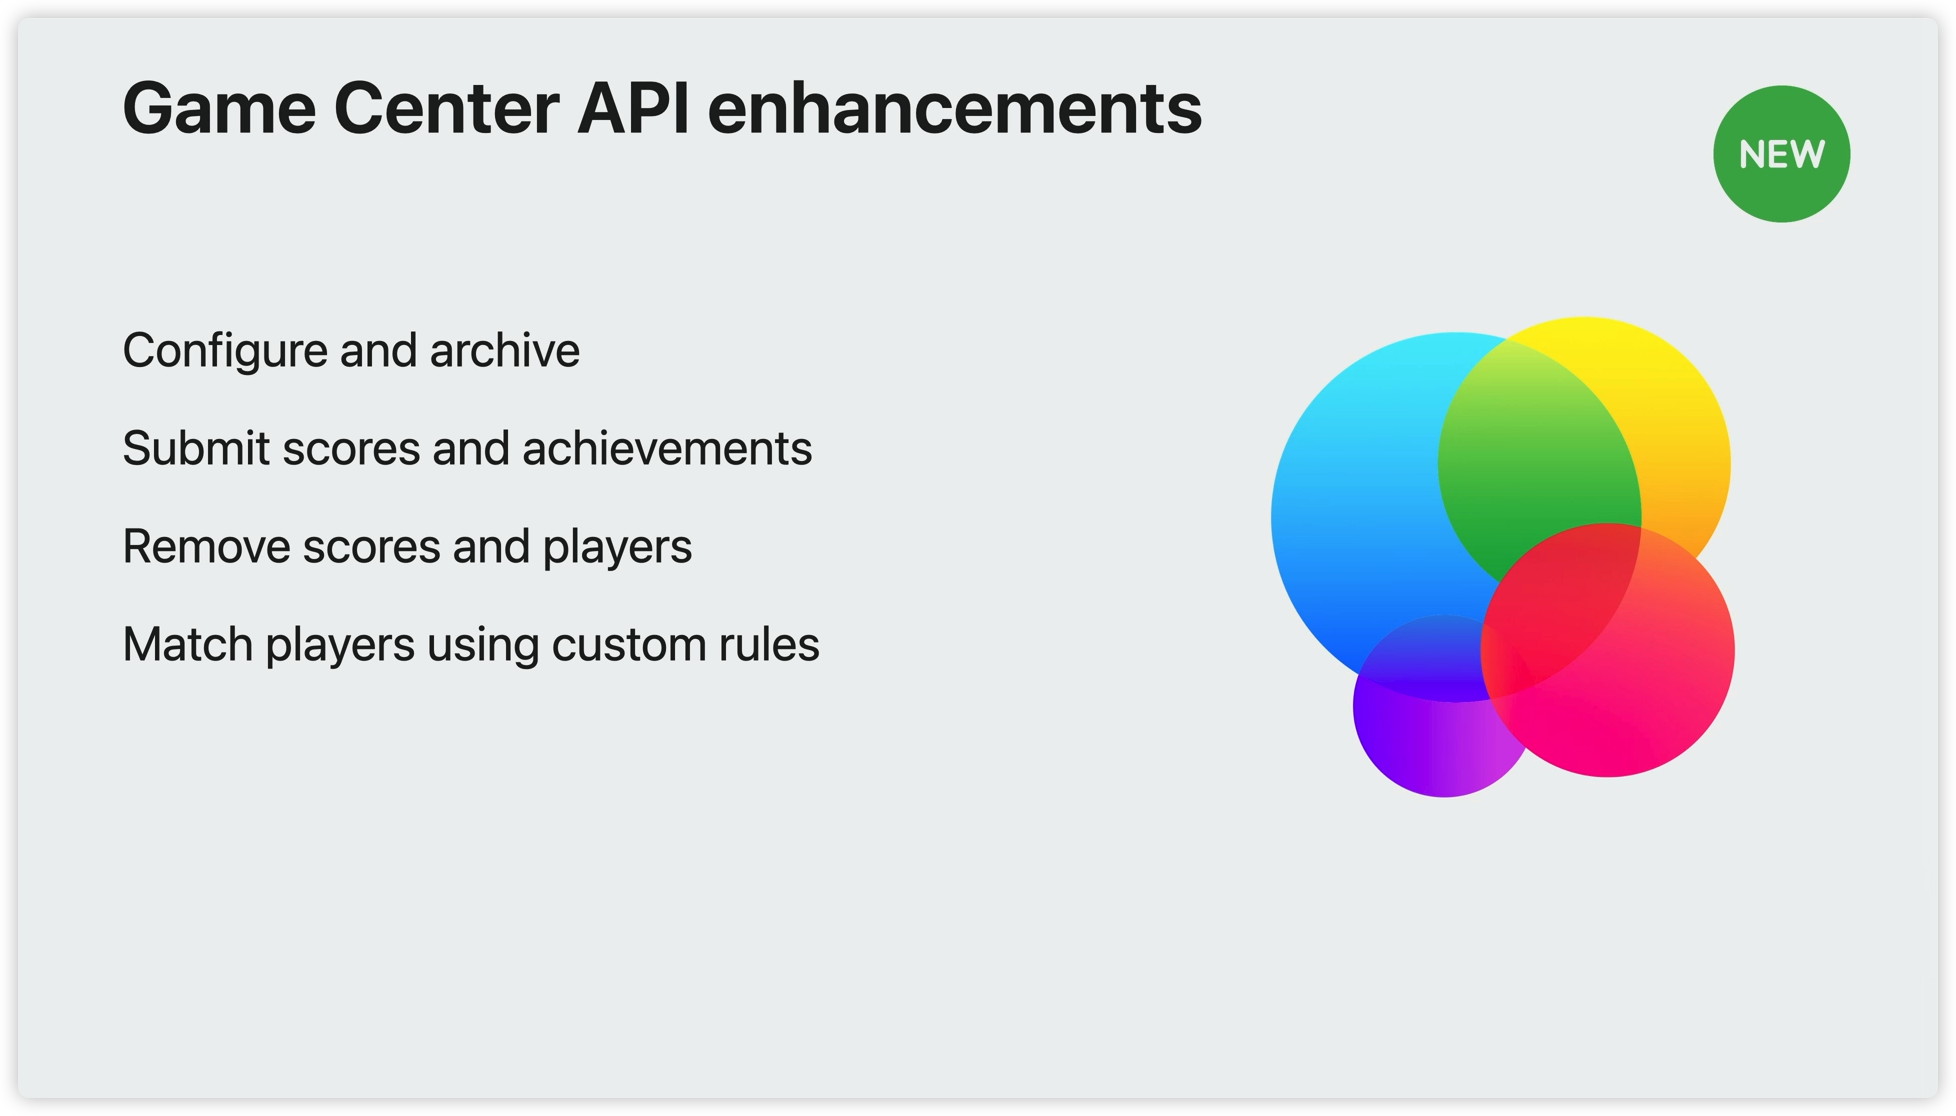 Game Center API enhancements
NEW
Configure and archive
Submit scores and achievements
Remove scores and players
Match players using custom rules